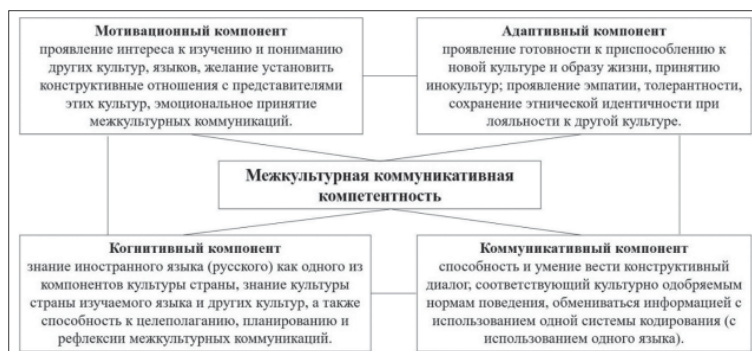 Мотивационный компонент
проявление интереса к изучению и пониманию
других культур, языков, желание установить
конструктивные отношения с представителями
этих культур, эмоциональное принятие
межкультурных коммуникаций.
Адаптивный компонент
проявление готовности к приспособлению к
новой культуре и образу жизни, принятию
инокультур; проявление эмпатии, толерантности,
сохранение этнической идентичности при
лояльности к другой культуре.
Межкультурная коммуникативная
компетентность
Когнитивный компонент
знание иностранного языка (русского) как одного из
компонентов культуры страны, знание культуры
страны изучаемого языка и других культур, а также
способность к целеполаганию, планированию и
рефлексии межкультурных коммуникаций.
Коммуникативный компонент
способность и умение вести конструктивный
диалог, соответствующий культурно одобряемым
нормам поведения, обмениваться информацией с
использованием одной системы кодирования (с
использованием одного языка).